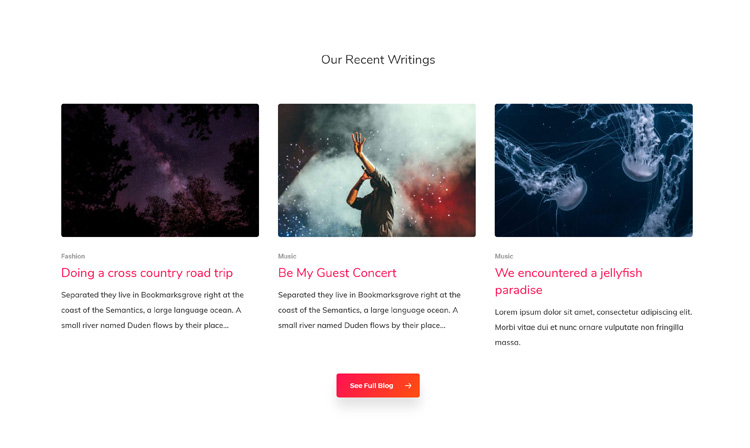 Our Recent Writings
Fashion
Doing a cross country road trip
Separated they live in Bookmarksgrove right at the
coast of the Semantics, a large language ocean. A
small river named Duden flows by their place...
Music
Be My Guest Concert
Separated they live in Bookmarksgrove right at the
coast of the Semantics, a large language ocean. A
small river named Duden flows by their place...
Music
We encountered a jellyfish
paradise
Lorem ipsum dolor sit amet, consectetur adipiscing elit.
Morbi vitae dui et nunc ornare vulputate non fringilla
massa.
See Full Blog →